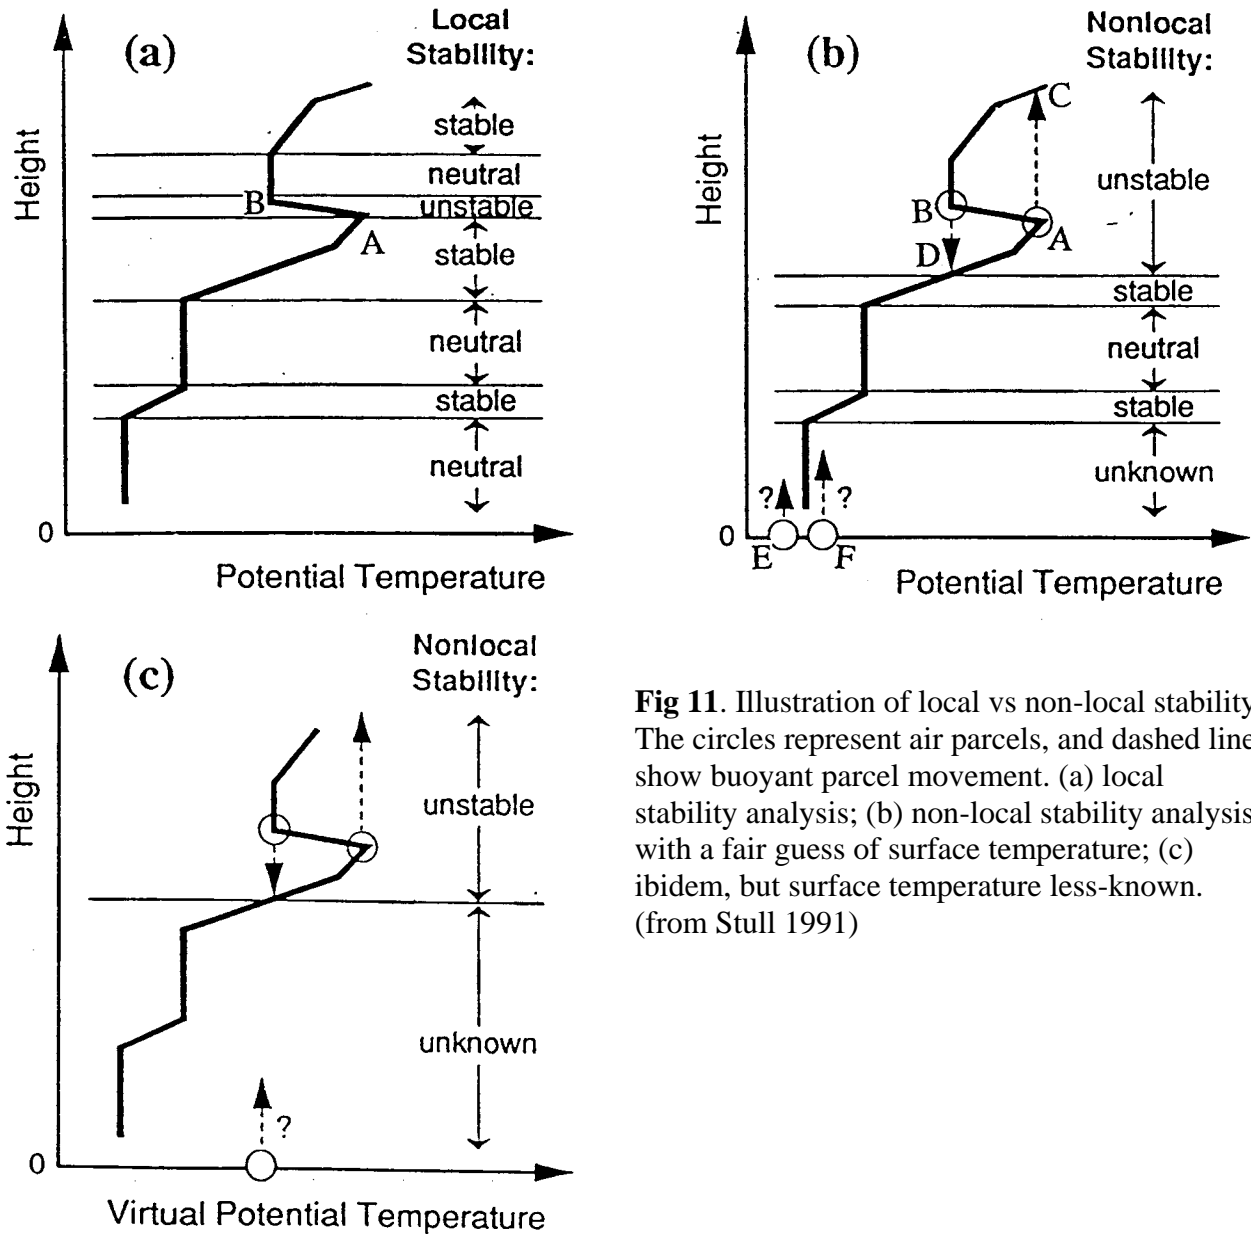 (a)
Local
Stability:
Height
stable
neutral
B
unstable
A
stable
neutral
stable
neutral
0
Potential Temperature
(b)
Nonlocal
Stability:
Height
C
unstable
B
A
D
stable
neutral
stable
unknown
?
?
0
E
F
Potential Temperature
(c)
Nonlocal
Stability:
Height
unstable
unknown
?
0
Virtual Potential Temperature
Fig 11. Illustration of local vs non-local stability
The circles represent air parcels, and dashed line
show buoyant parcel movement. (a) local
stability analysis; (b) non-local stability analysis
with a fair guess of surface temperature; (c)
ibidem, but surface temperature less-known.
(from Stull 1991)